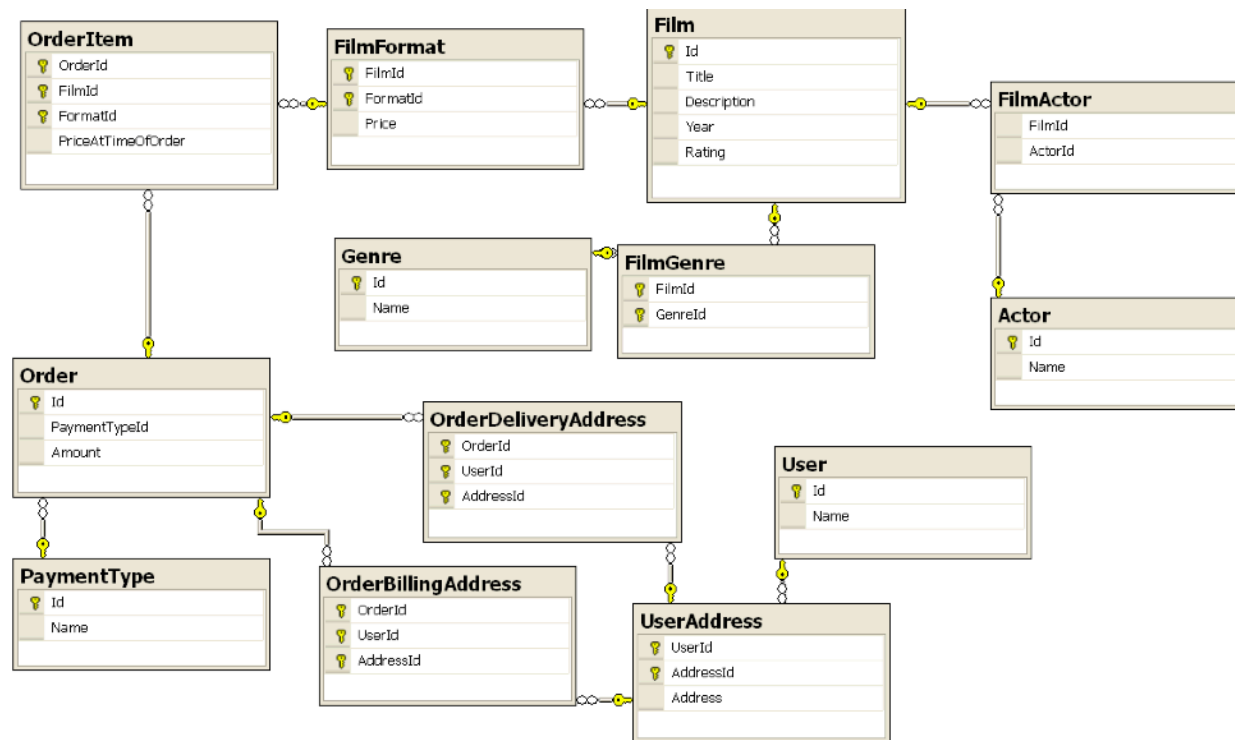 OrderItem
OrderId
FilmId
FormatId
PriceAtTimeOfOrder
FilmFormat
FilmId
FormatId
Price
Film
Id
Title
Description
Year
Rating
FilmActor
FilmId
ActorId
Genre
Id
Name
FilmGenre
FilmId
GenreId
Actor
Id
Name
Order
Id
PaymentTypeId
Amount
OrderDeliveryAddress
OrderId
UserId
AddressId
User
Id
Name
PaymentType
Id
Name
OrderBillingAddress
OrderId
UserId
AddressId
UserAddress
UserId
AddressId
Address